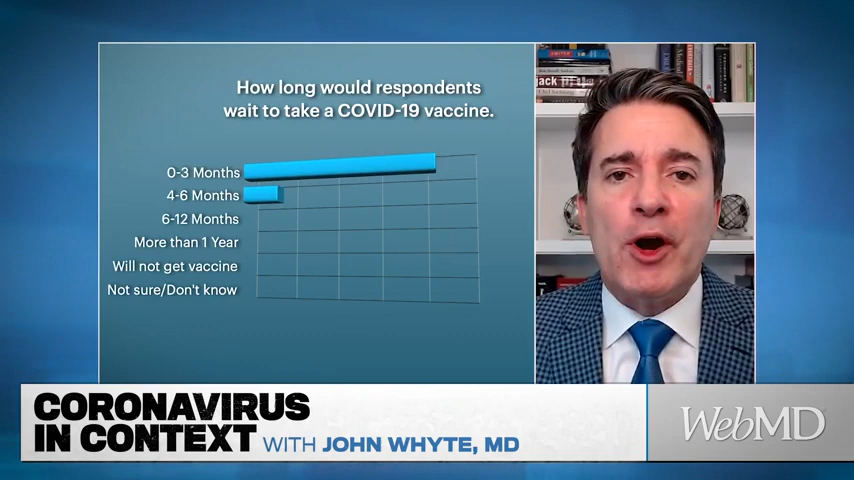 How long would respondents
wait to take a COVID-19 vaccine.
0-3 Months
4-6 Months
6-12 Months
More than 1 Year
Will not get vaccine
Not sure/Don't know
jack
CORONAVIRUS
IN CONTEXT WITH JOHN WHYTE, MD
WebMD